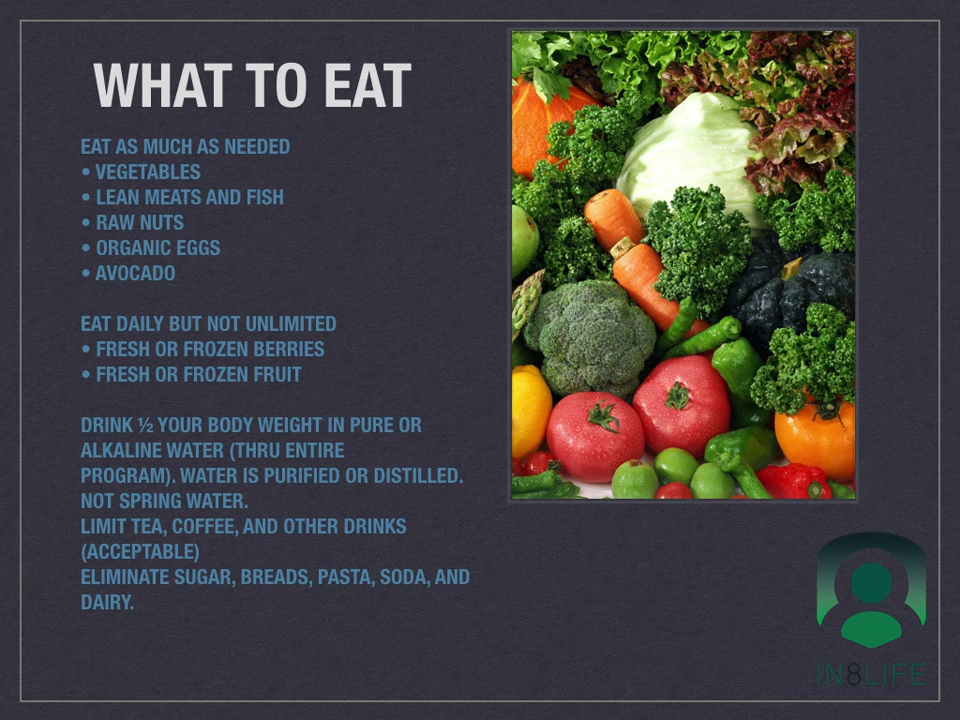 WHAT TO EAT
EAT AS MUCH AS NEEDED
• VEGETABLES
• LEAN MEATS AND FISH
• RAW NUTS
• ORGANIC EGGS
• AVOCADO
EAT DAILY BUT NOT UNLIMITED
• FRESH OR FROZEN BERRIES
• FRESH OR FROZEN FRUIT
DRINK ½ YOUR BODY WEIGHT IN PURE OR
ALKALINE WATER (THRU ENTIRE
PROGRAM). WATER IS PURIFIED OR DISTILLED.
NOT SPRING WATER.
LIMIT TEA, COFFEE, AND OTHER DRINKS
(ACCEPTABLE)
ELIMINATE SUGAR, BREADS, PASTA, SODA, AND
DAIRY.
IN8LIFE